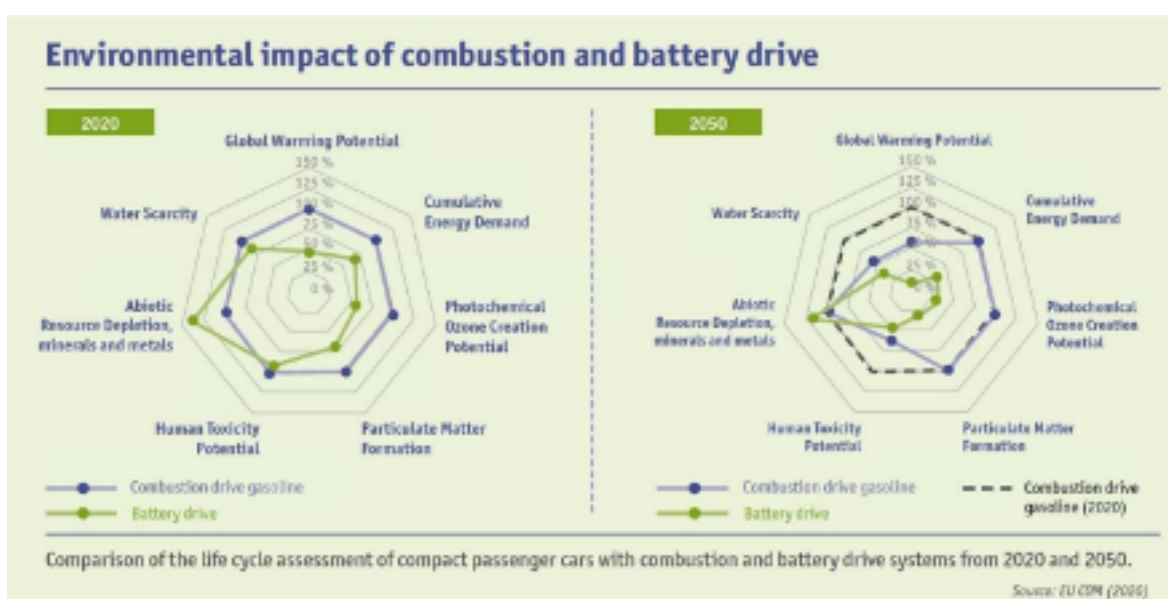 Environmental impact of combustion and battery drive
2020
Global Warming Potential
150 %
125 %
100 %
75 %
50 %
25 %
0 %
Water Scarcity
Cumulative
Energy Demand
Abiotic
Resource Depletion,
minerals and metals
Photochemical
Ozone Creation
Potential
Human Toxicity
Potential
Particulate Matter
Formation
Combustion drive gasoline
Battery drive
2050
Global Warming Potential
150 %
125 %
100 %
75 %
25 %
Water Scarcity
Cumulative
Energy Demand
Abiotic
Resource Depletion,
minerals and metals
Photochemical
Ozone Creation
Potential
Human Toxicity
Potential
Particulate Matter
Formation
Combustion drive gasoline
Battery drive
Combustion drive
gasoline (2020)
Comparison of the life cycle assessment of compact passenger cars with combustion and battery drive systems from 2020 and 2050.
Source: EU COM (2020)